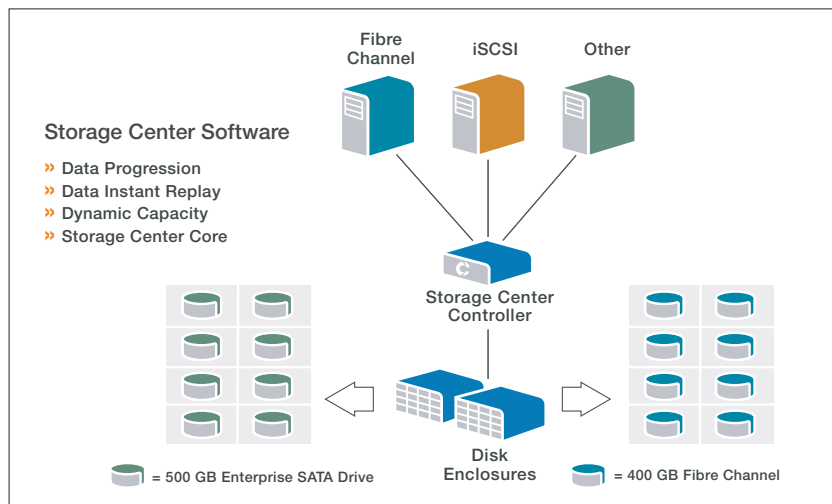 Fibre
Channel
iSCSI
Other
Storage Center Software
» Data Progression
» Data Instant Replay
» Dynamic Capacity
» Storage Center Core
Storage Center
Controller
Disk
Enclosures
= 500 GB Enterprise SATA Drive
= 400 GB Fibre Channel